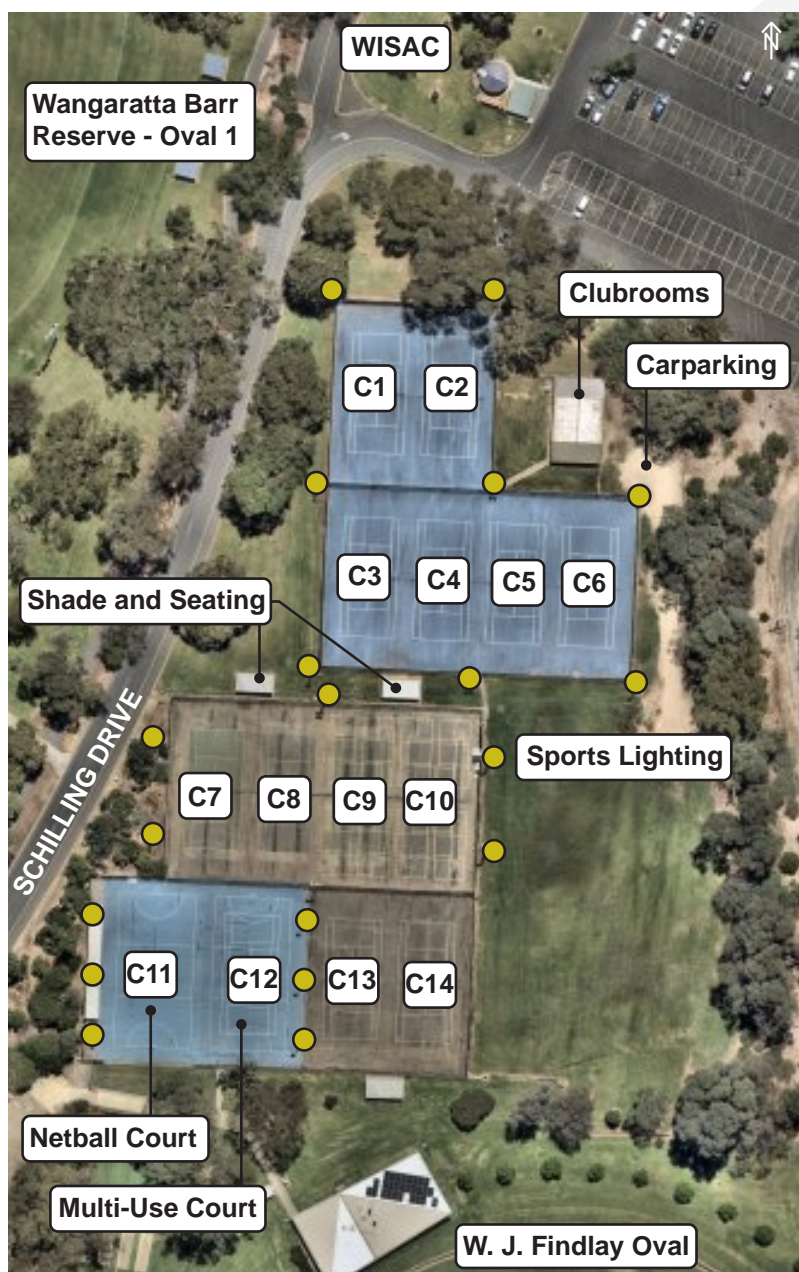 WISAC
N
Wangaratta Barr
Reserve - Oval 1
Clubrooms
Carparking
C1
C2
C3
C4
C5
C6
Shade and Seating
SCHILLING DRIVE
Sports Lighting
C7
C8
C9
C10
C11
C12
C13
C14
Netball Court
Multi-Use Court
W. J. Findlay Oval